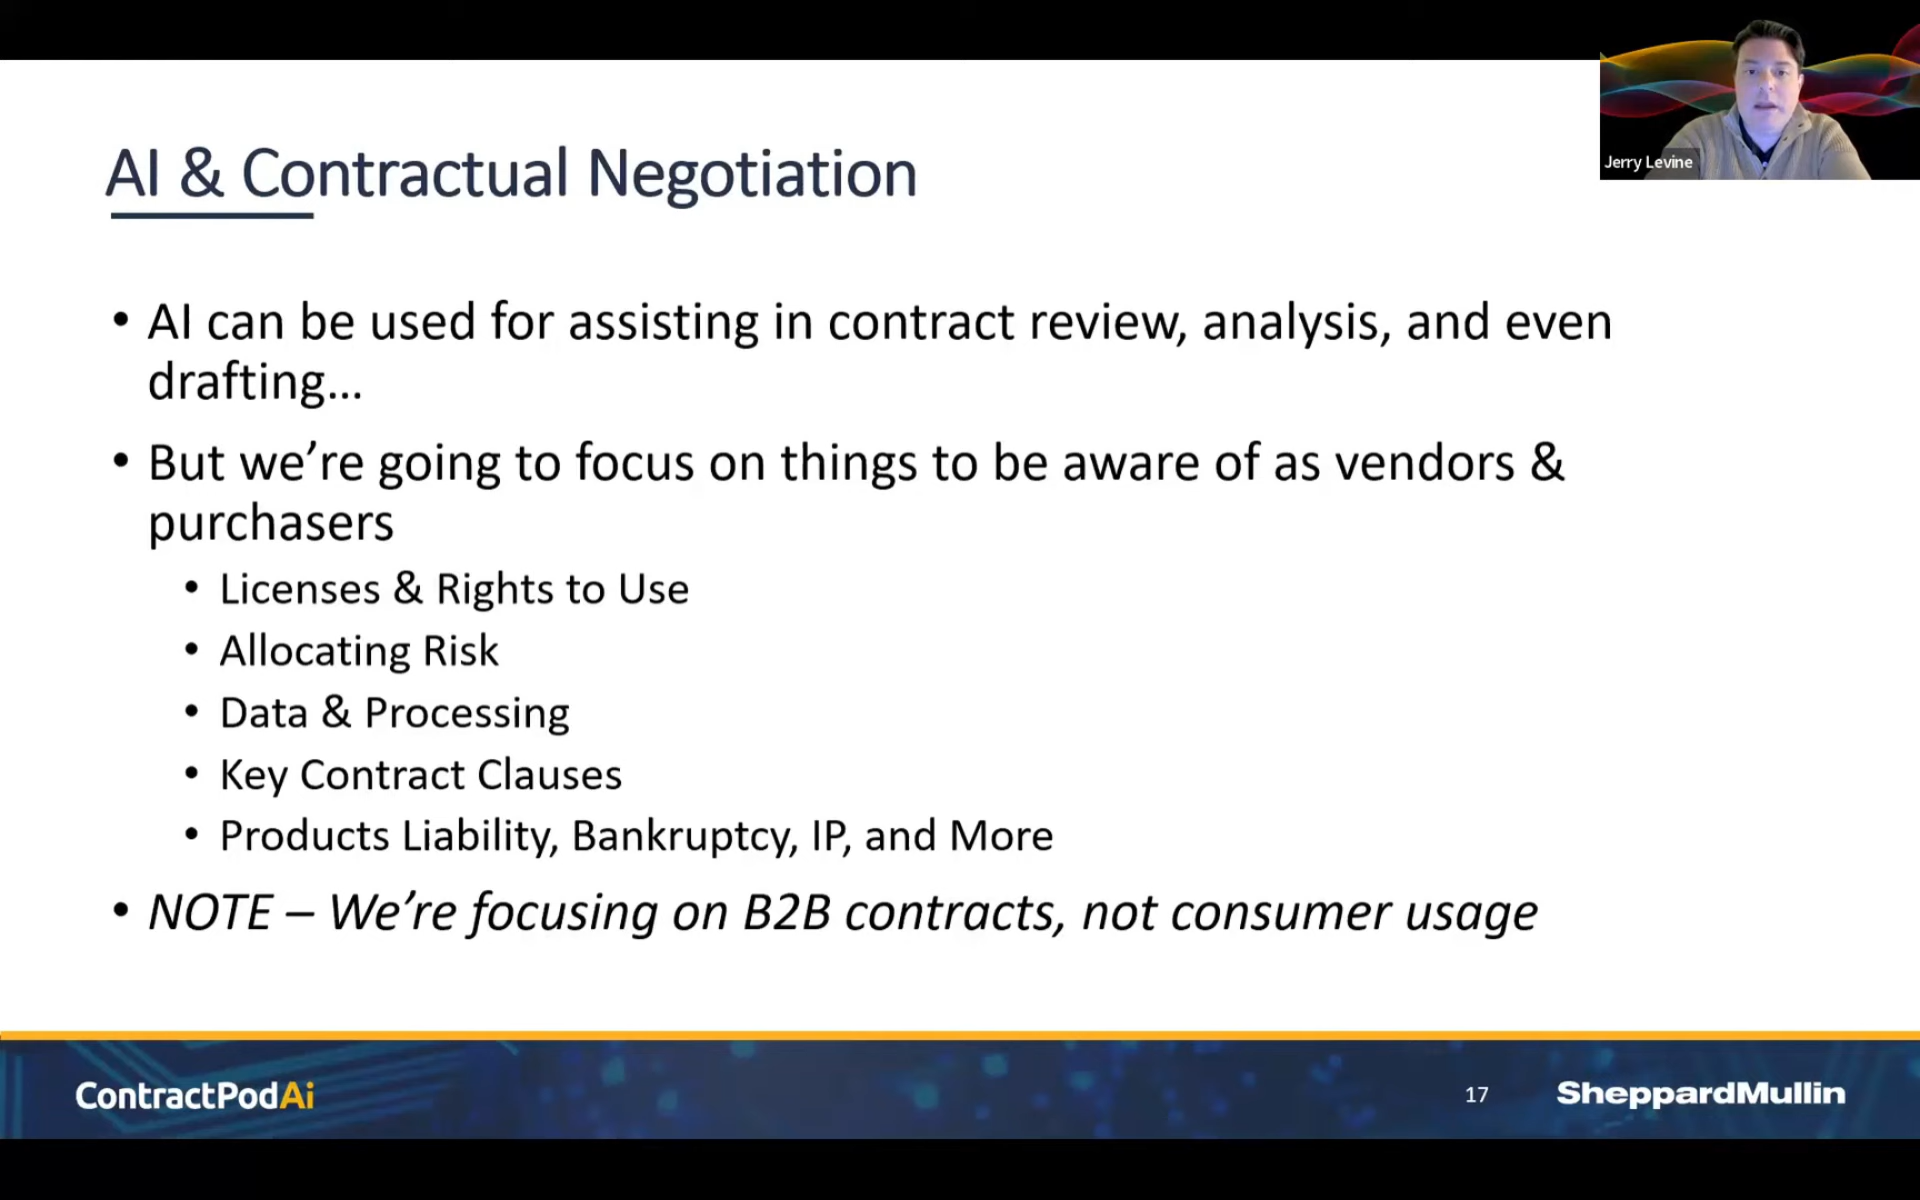 Jerry Levine
AI & Contractual Negotiation
• AI can be used for assisting in contract review, analysis, and even
drafting...
• But we're going to focus on things to be aware of as vendors &
purchasers
• Licenses & Rights to Use
• Allocating Risk
• Data & Processing
• Key Contract Clauses
• Products Liability, Bankruptcy, IP, and More
• NOTE – We're focusing on B2B contracts, not consumer usage
ContractPodAi
17
SheppardMullin